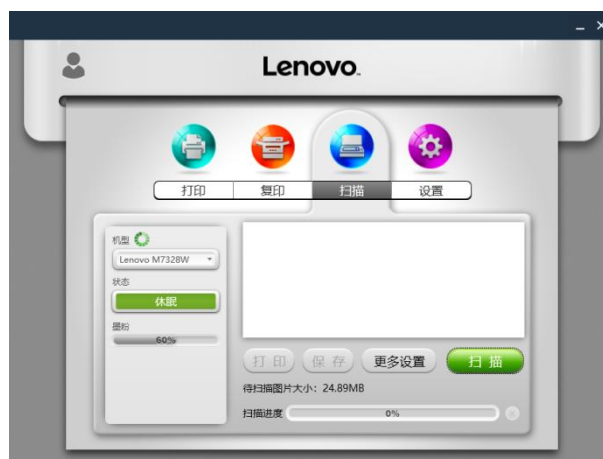 Lenovo
打印 复印 扫描 设置
机型
Lenovo M7328W
状态
休眠
墨粉
60%
打 印 保 存 更多设置 扫 描
待扫描图片大小: 24.89MB
扫描进度 0%